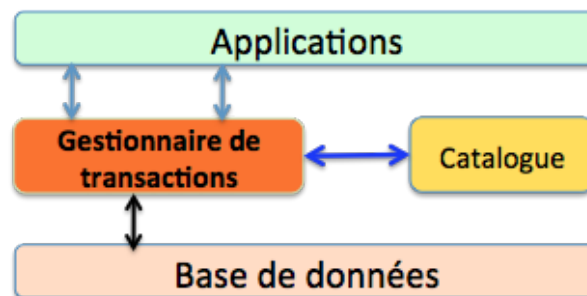 Applications
Gestionnaire de
transactions
Catalogue
Base de données